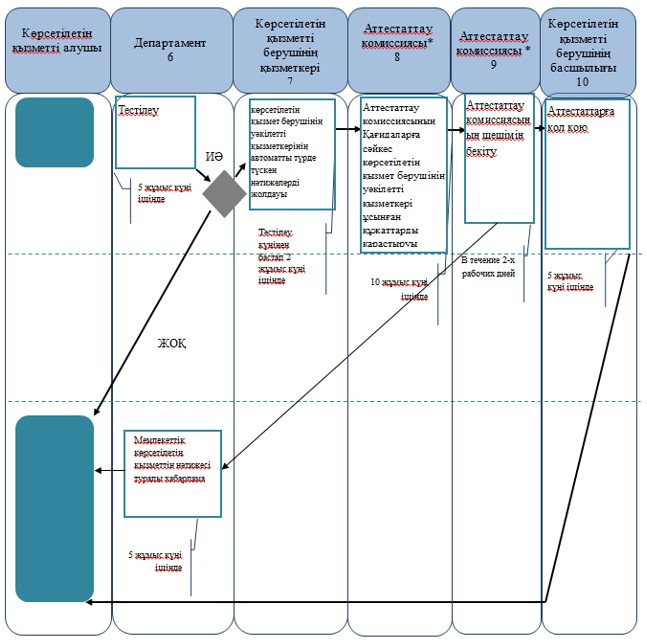 Көрсетілетін
қызметті алушы
Департамент
6
Көрсетілетін
қызметті
берушінің
қызметкері
7
Аттестаттау
комиссиясы*
8
Аттестаттау
комиссиясы *
9
Көрсетілетін
қызметті
берушінің
басшылығы
10
Тестілеу
ИӘ
5 жұмыс күні
ішінде
көрсетілетін
қызмет берушінің
уәкілетті
қызметкерінің
автоматты түрде
түскен
нәтижелерді
жолдауы
Тестілеу
күнінен
бастап 2
жұмыс күні
ішінде
Аттестаттау
комиссиясының
Қағидаларға
сәйкес
көрсетілетін
қызмет берушінің
уәкілетті
қызметкері
ұсынған
құжаттарды
қарастыруы
10 жұмыс күні
ішінде
Аттестаттау
комиссиясын
ың шешімін
бекіту
В течение 2-х
рабочих дней
Аттестаттарға
қол қою
5 жұмыс
күні ішінде
ЖОҚ
Мемлекеттік
көрсетілетін
қызметтің нәтижесі
туралы хабарлама
5 жұмыс күні
ішінде